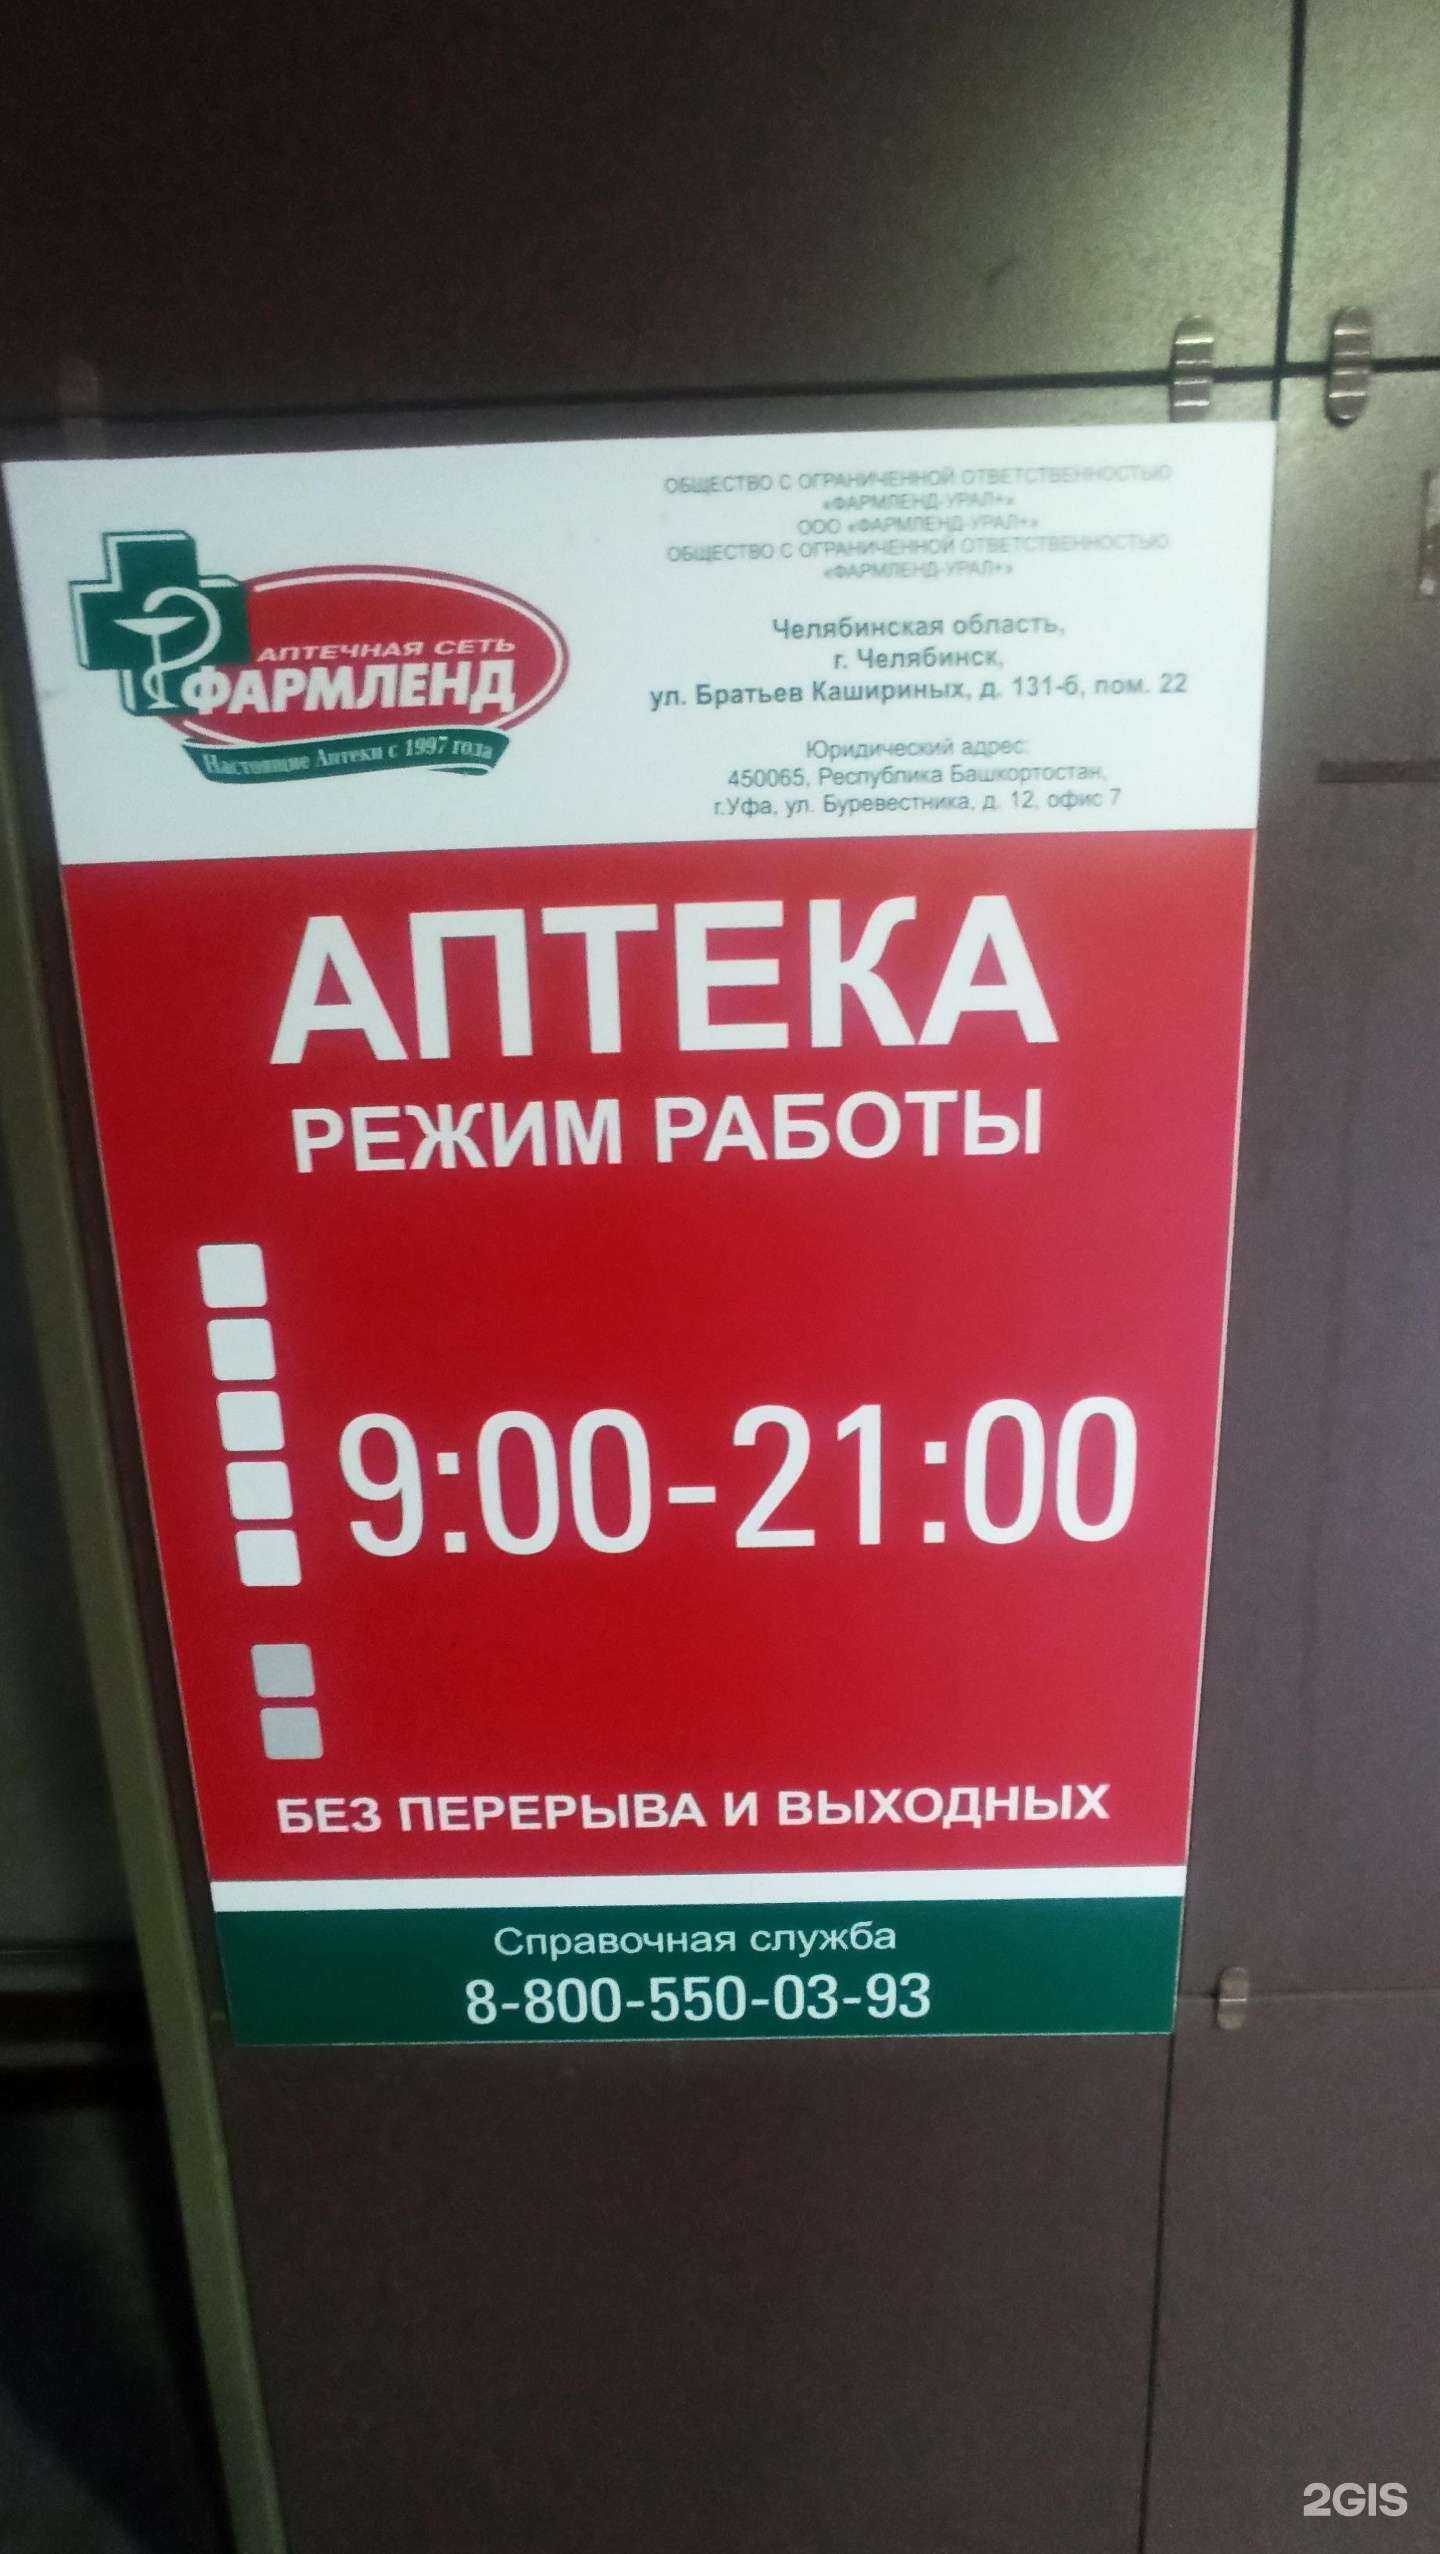 ОБЩЕСТВО С ОГРАНИЧЕННОЙ ОТВЕТСТВЕННОСТЬЮ
«ФАРМЛЕНД-УРАЛ+»
ООО «ФАРМЛЕНД-УРАЛ+»
ОБЩЕСТВО С ОГРАНИЧЕННОЙ ОТВЕТСТВЕННОСТЬЮ
«ФАРМЛЕНД-УРАЛ+»
АПТЕЧНАЯ СЕТЬ
ФАРМЛЕНД
Настоящие Аптеки с 1997 года
Челябинская область,
г. Челябинск,
ул. Братьев Кашириных, д. 131-б, пом. 22
Юридический адрес:
450065, Республика Башкортостан,
г.Уфа, ул. Буревестника, д. 12, офис 7
АПТЕКА
РЕЖИМ РАБОТЫ
9:00-21:00
БЕЗ ПЕРЕРЫВА И ВЫХОДНЫХ
Справочная служба
8-800-550-03-93
2GIS